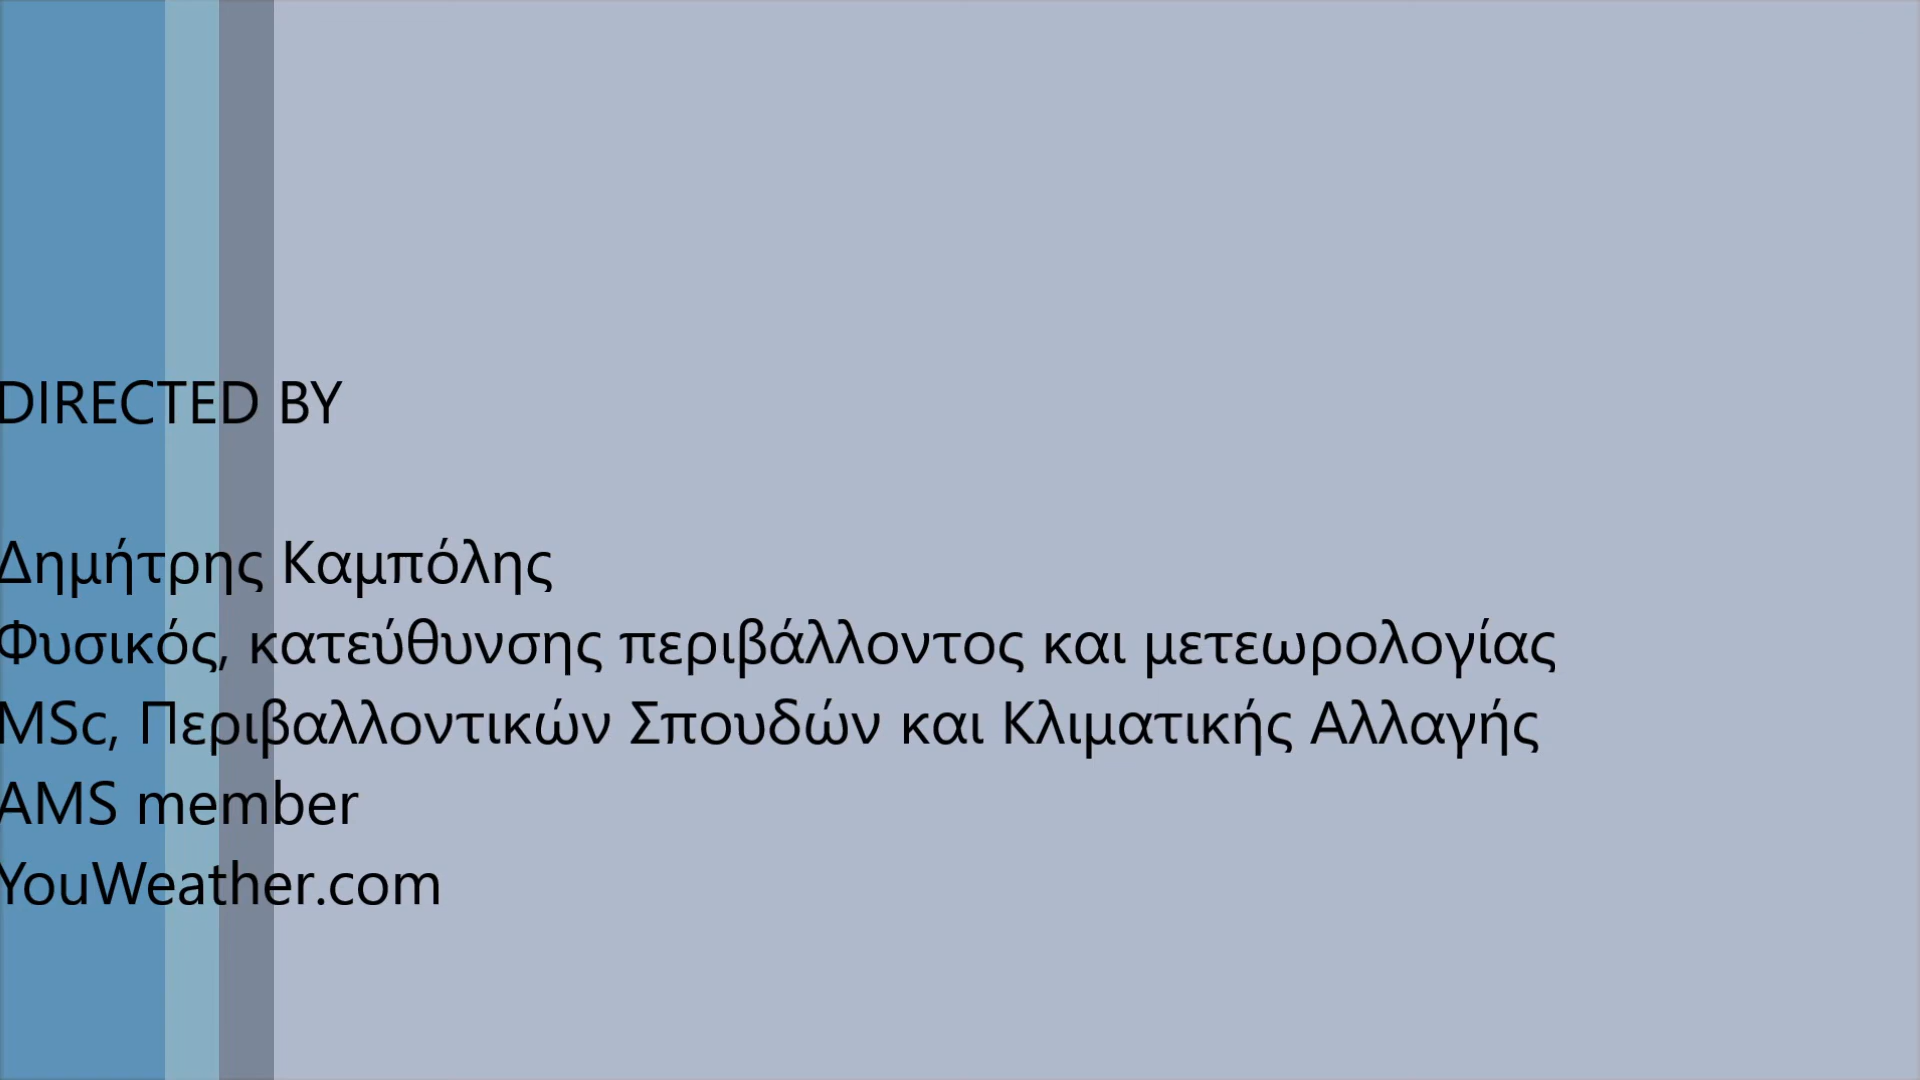 DIRECTED BY
Δημήτρης Καμπόλης
Φυσικός, κατεύθυνσης περιβάλλοντος και μετεωρολογίας
MSc, Περιβαλλοντικών Σπουδών και Κλιματικής Αλλαγής
AMS member
YouWeather.com